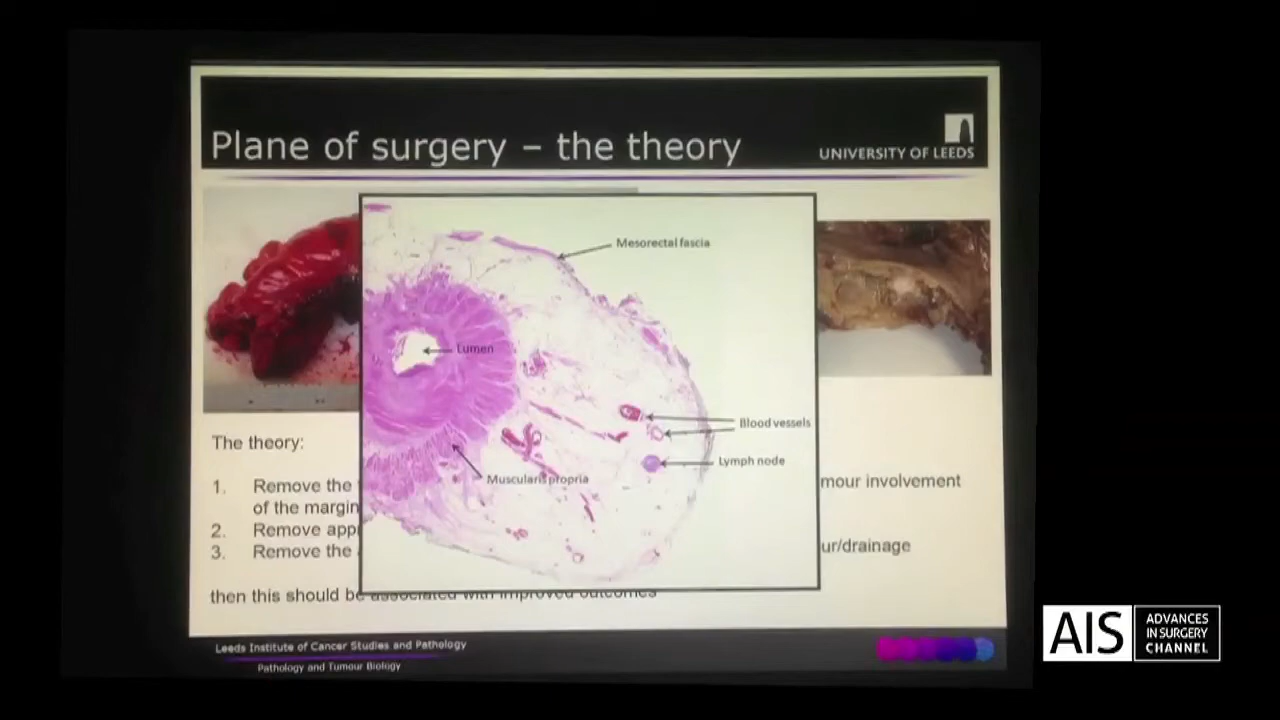 Plane of surgery – the theory
UNIVERSITY OF LEEDS
Mesorectal fascia
Lumen
Blood vessels
Lymph node
Muscularis propria
The theory:
1. Remove the mour involvement
of the margin
2. Remove app
3. Remove the ur/drainage
then this should be associated with improved outcomes
Leeds Institute of Cancer Studies and Pathology
Pathology and Tumour Biology
AIS
ADVANCES
IN SURGERY
CHANNEL